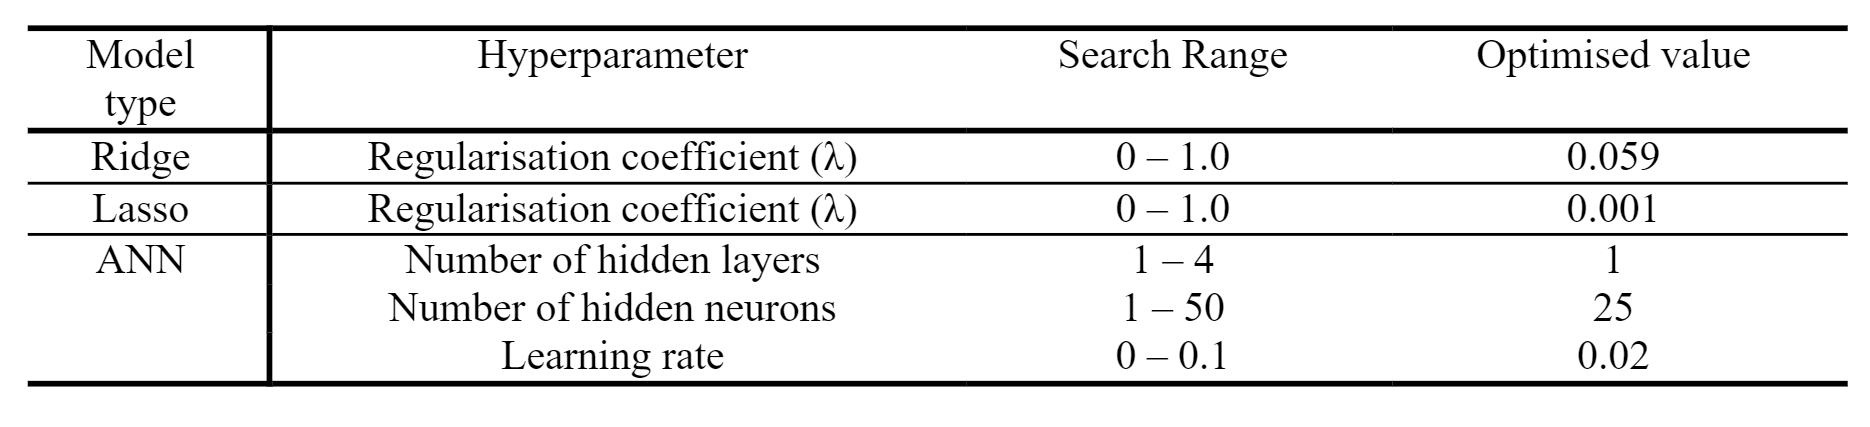 Model type Hyperparameter Search Range Optimised value
Ridge Regularisation coefficient (λ) 0 – 1.0 0.059
Lasso Regularisation coefficient (λ) 0 – 1.0 0.001
ANN Number of hidden layers 1 – 4 1
Number of hidden neurons 1 – 50 25
Learning rate 0 – 0.1 0.02